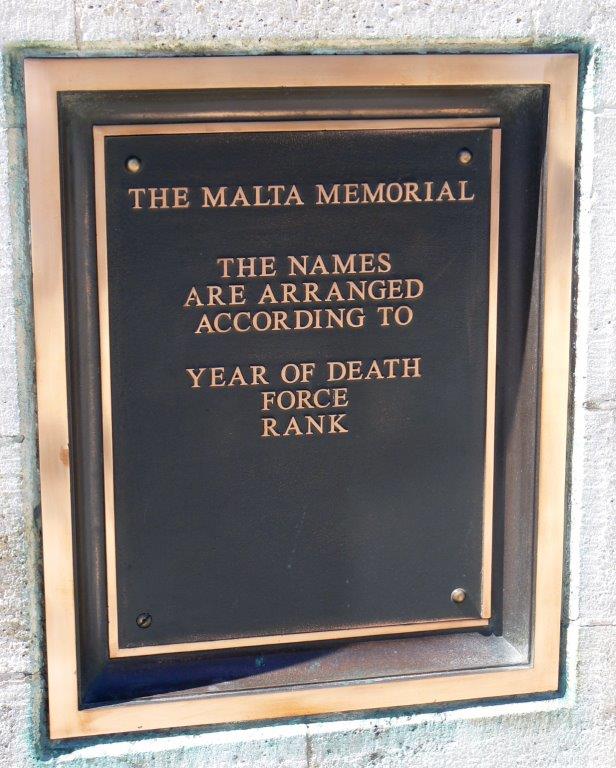 THE MALTA MEMORIAL
THE NAMES
ARE ARRANGED
ACCORDING TO
YEAR OF DEATH
FORCE
RANK